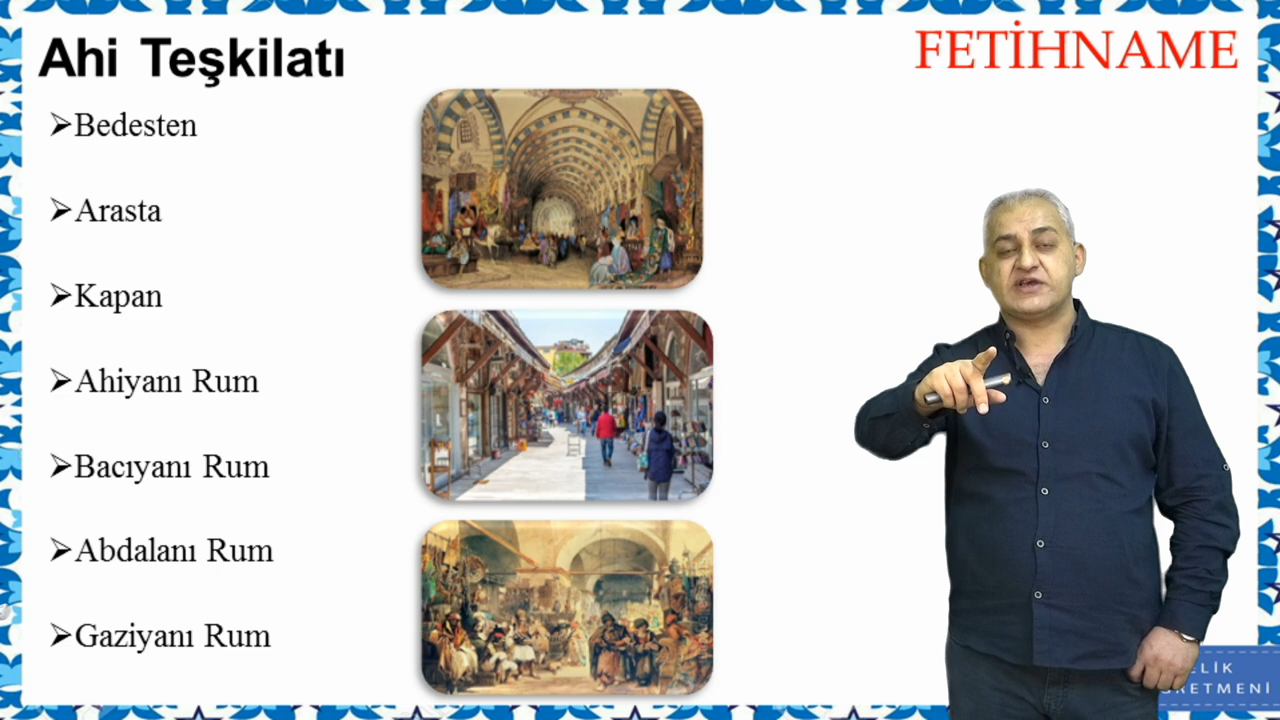 Ahi Teşkilatı
FETİHNAME
Bedesten
Arasta
Kapan
Ahiyanı Rum
Bacıyanı Rum
Abdalanı Rum
Gaziyanı Rum